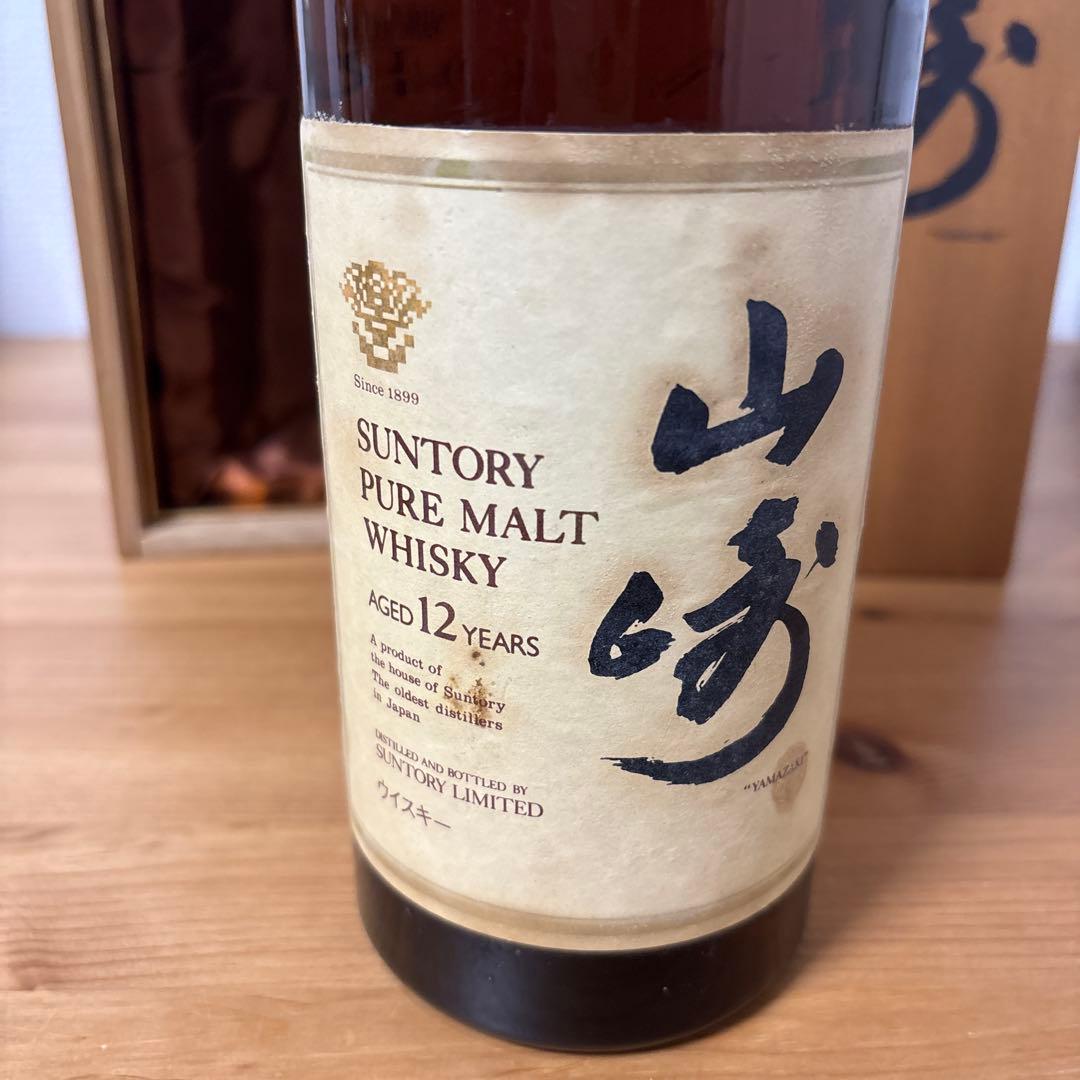 Since 1899
SUNTORY
PURE MALT
WHISKY
AGED 12 YEARS
A product of
the house of Suntory
The oldest distillers
in Japan
DISTILLED AND BOTTLED BY
SUNTORY LIMITED
ウイスキー
山崎
"YAMAZAKI"